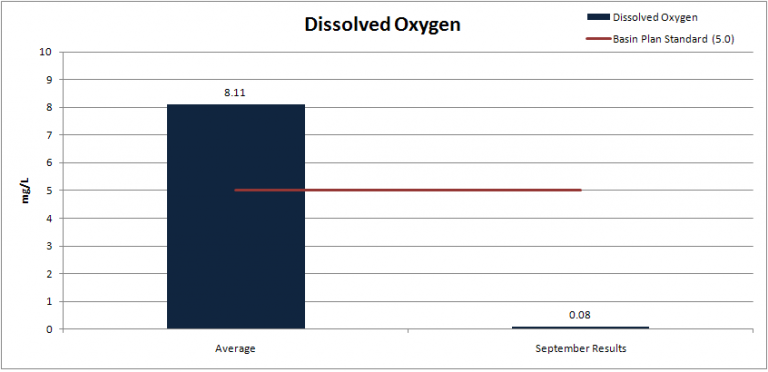 Dissolved Oxygen
Dissolved Oxygen
Basin Plan Standard (5.0)
10
9
8
7
6
5
4
3
2
1
0
mg/L
8.11
0.08
Average
September Results